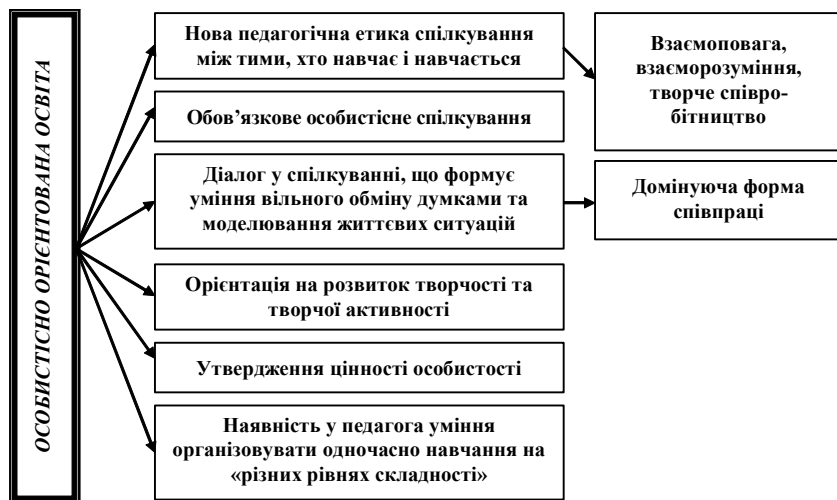 ОСОБИСТІСНО ОРІЄНТОВАНА ОСВІТА
Нова педагогічна етика спілкування
між тими, хто навчає і навчається
Взаємоповага,
взаєморозуміння,
творче співро-
бітництво
Обов’язкове особистісне спілкування
Діалог у спілкуванні, що формує
уміння вільного обміну думками та
моделювання життєвих ситуацій
Домінуюча форма
співпраці
Орієнтація на розвиток творчості та
творчої активності
Утвердження цінності особистості
Наявність у педагога уміння
організовувати одночасно навчання на
«різних рівнях складності»